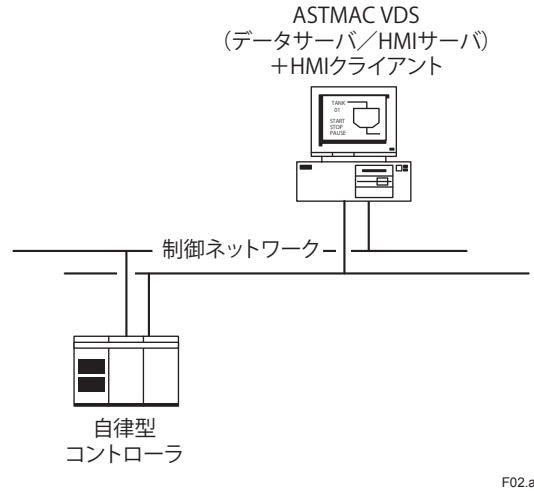 ASTMAC VDS
（データサーバ／HMIサーバ）
＋HMIクライアント
TANK
01
START
STOP
PAUSE
制御ネットワーク
自律型
コントローラ
F02.a